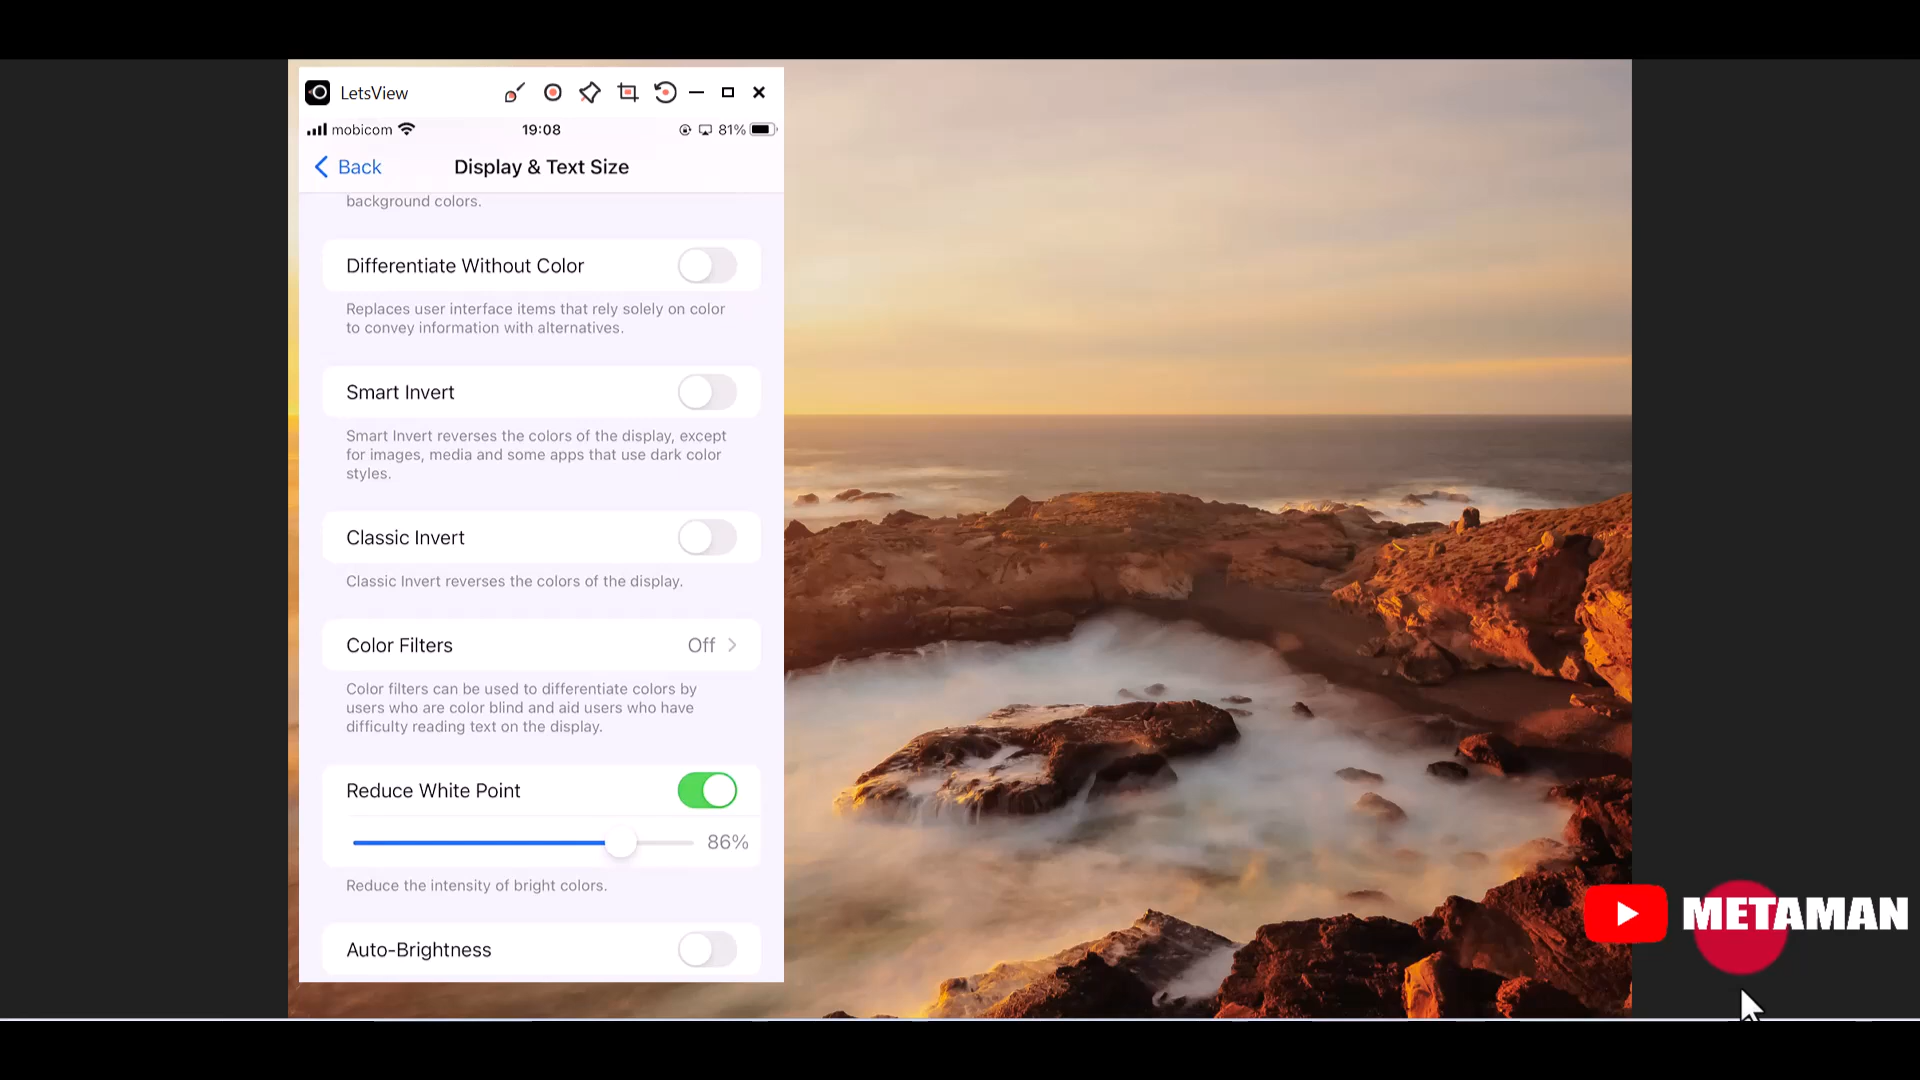 LetsView
mobicom 19:08 81%
Back Display & Text Size
background colors.
Differentiate Without Color
Replaces user interface items that rely solely on color
to convey information with alternatives.
Smart Invert
Smart Invert reverses the colors of the display, except
for images, media and some apps that use dark color
styles.
Classic Invert
Classic Invert reverses the colors of the display.
Color Filters Off
Color filters can be used to differentiate colors by
users who are color blind and aid users who have
difficulty reading text on the display.
Reduce White Point
86%
Reduce the intensity of bright colors.
Auto-Brightness
METAMAN